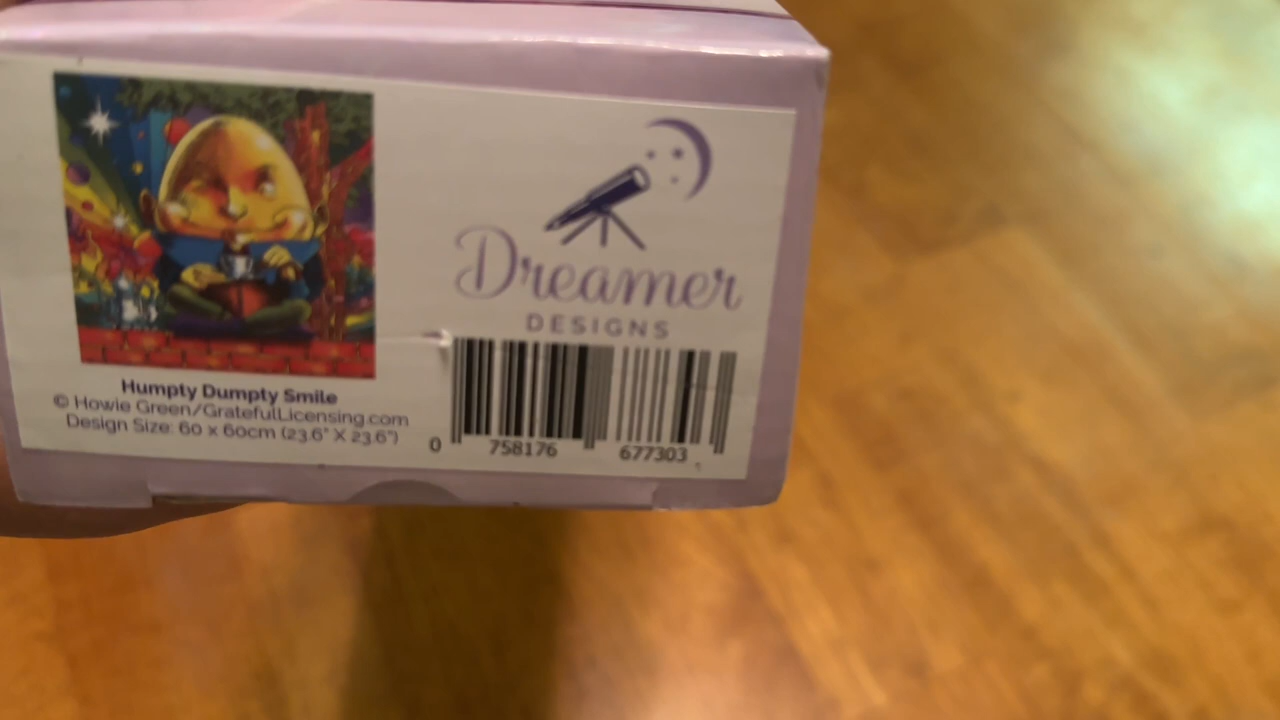 Dreamer
DESIGNS
Humpty Dumpty Smile
© Howie Green/GratefulLicensing.com
Design Size: 60 x 60cm (23.6" X 23.6")
0 758176 677303